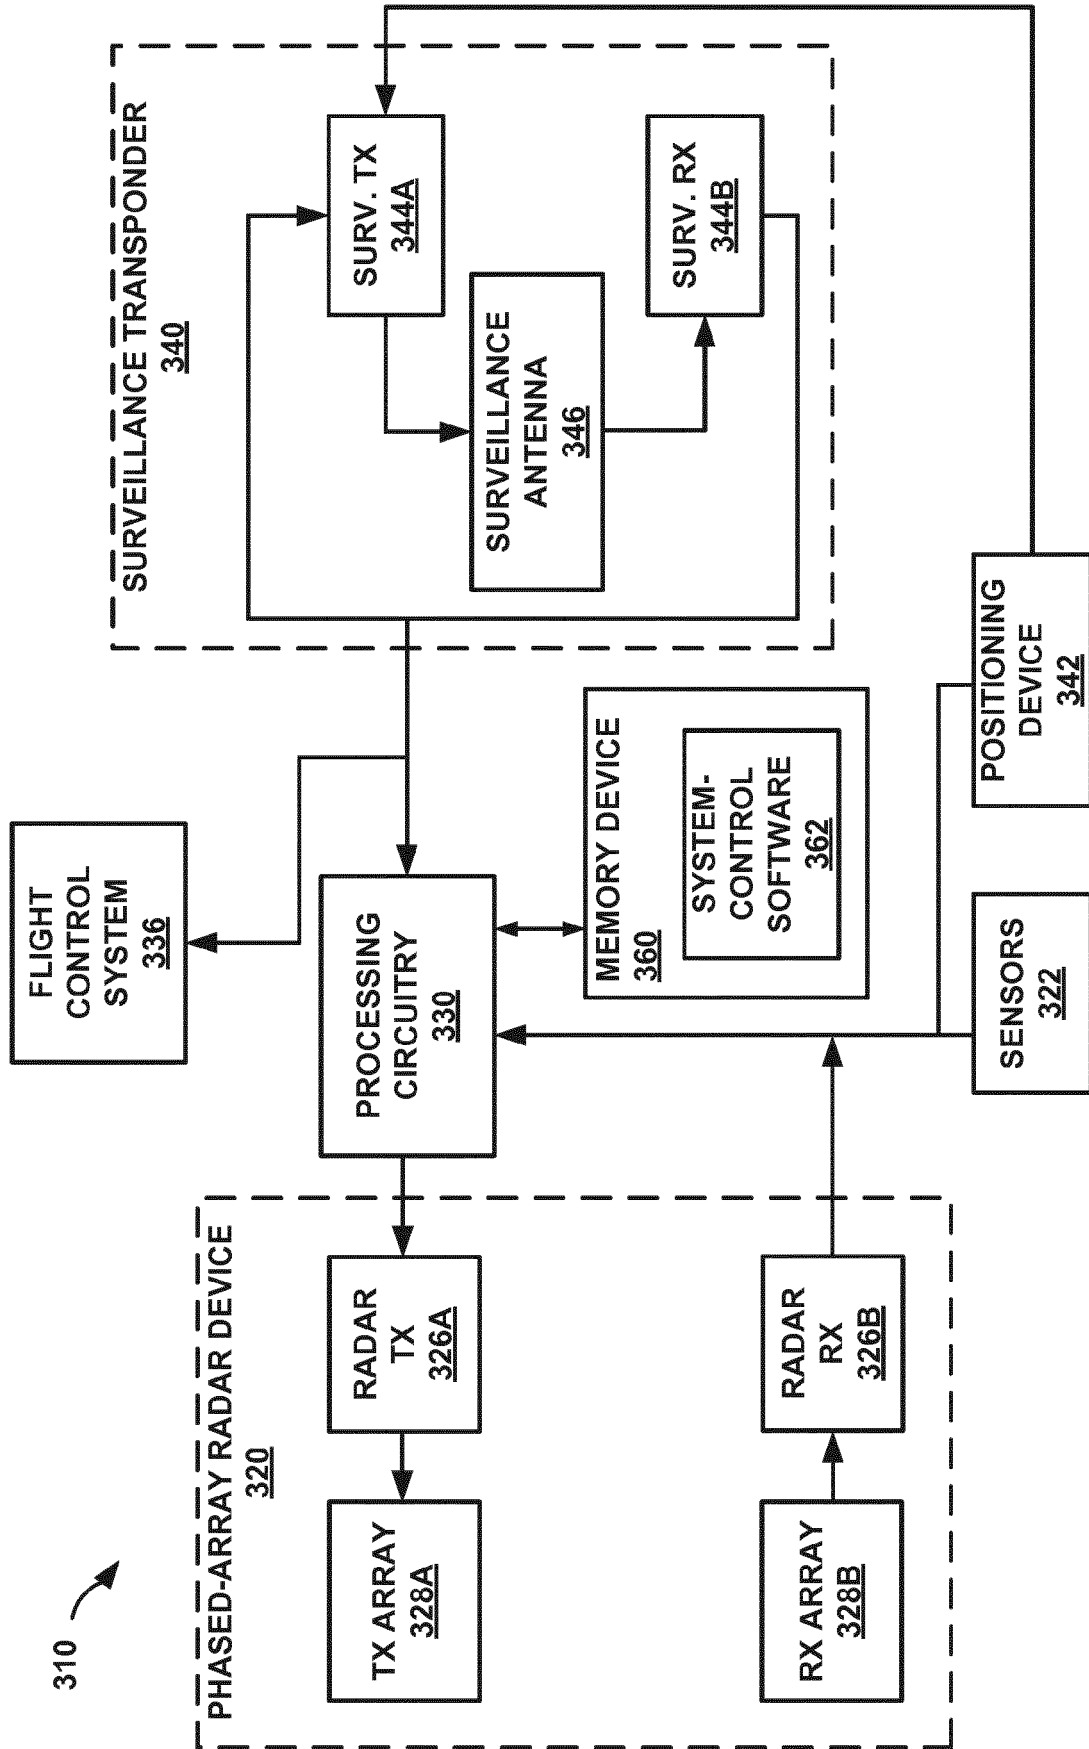 310
PHASED-ARRAY RADAR DEVICE
320
TX ARRAY
328A
RADAR
TX
326A
RX ARRAY
328B
RADAR
RX
326B
FLIGHT
CONTROL
SYSTEM
336
PROCESSING
CIRCUITRY
330
MEMORY DEVICE
360
SYSTEM-
CONTROL
SOFTWARE
362
SENSORS
322
POSITIONING
DEVICE
342
SURVEILLANCE TRANSPONDER
340
SURV. TX
344A
SURVEILLANCE
ANTENNA
346
SURV. RX
344B